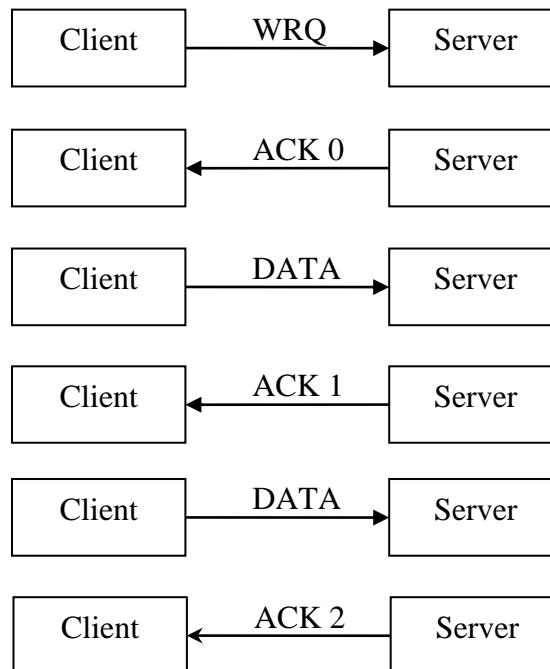 Client WRQ Server
Client ACK 0 Server
Client DATA Server
Client ACK 1 Server
Client DATA Server
Client ACK 2 Server